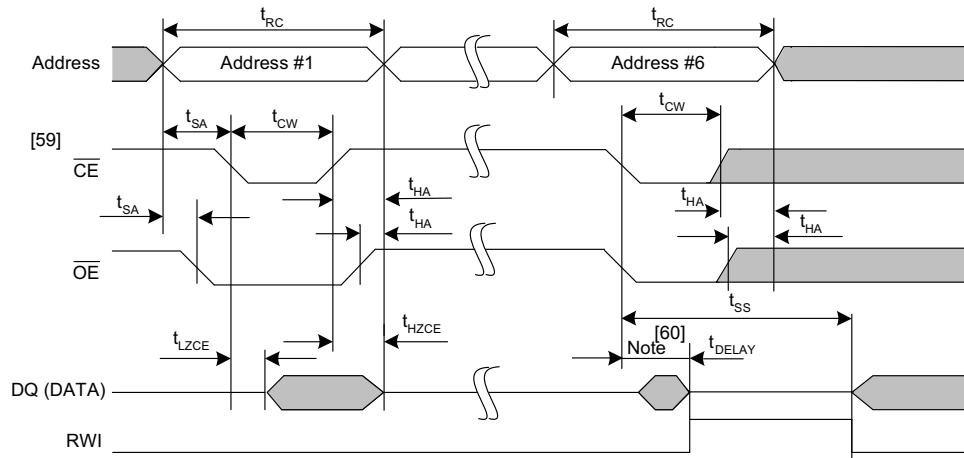 tRC
tRC
Address
Address #1
Address #6
tSA
tCW
tCW
[59]
CE
tSA
tHA
tHA
tHA
tHA
OE
tSS
tLZCE
tHZCE
[60]
Note
tDELAY
DQ (DATA)
RWI